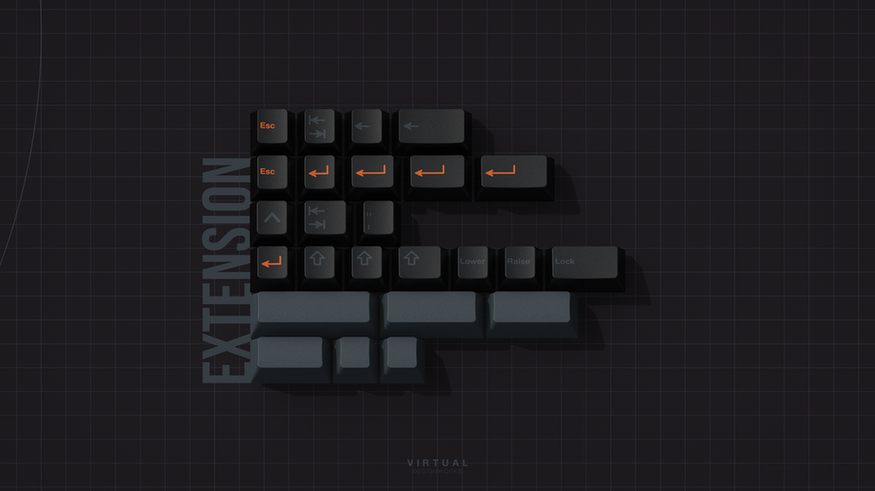 EXTENSION
Esc
Esc
" '
Lower Raise Lock
VIRTUAL